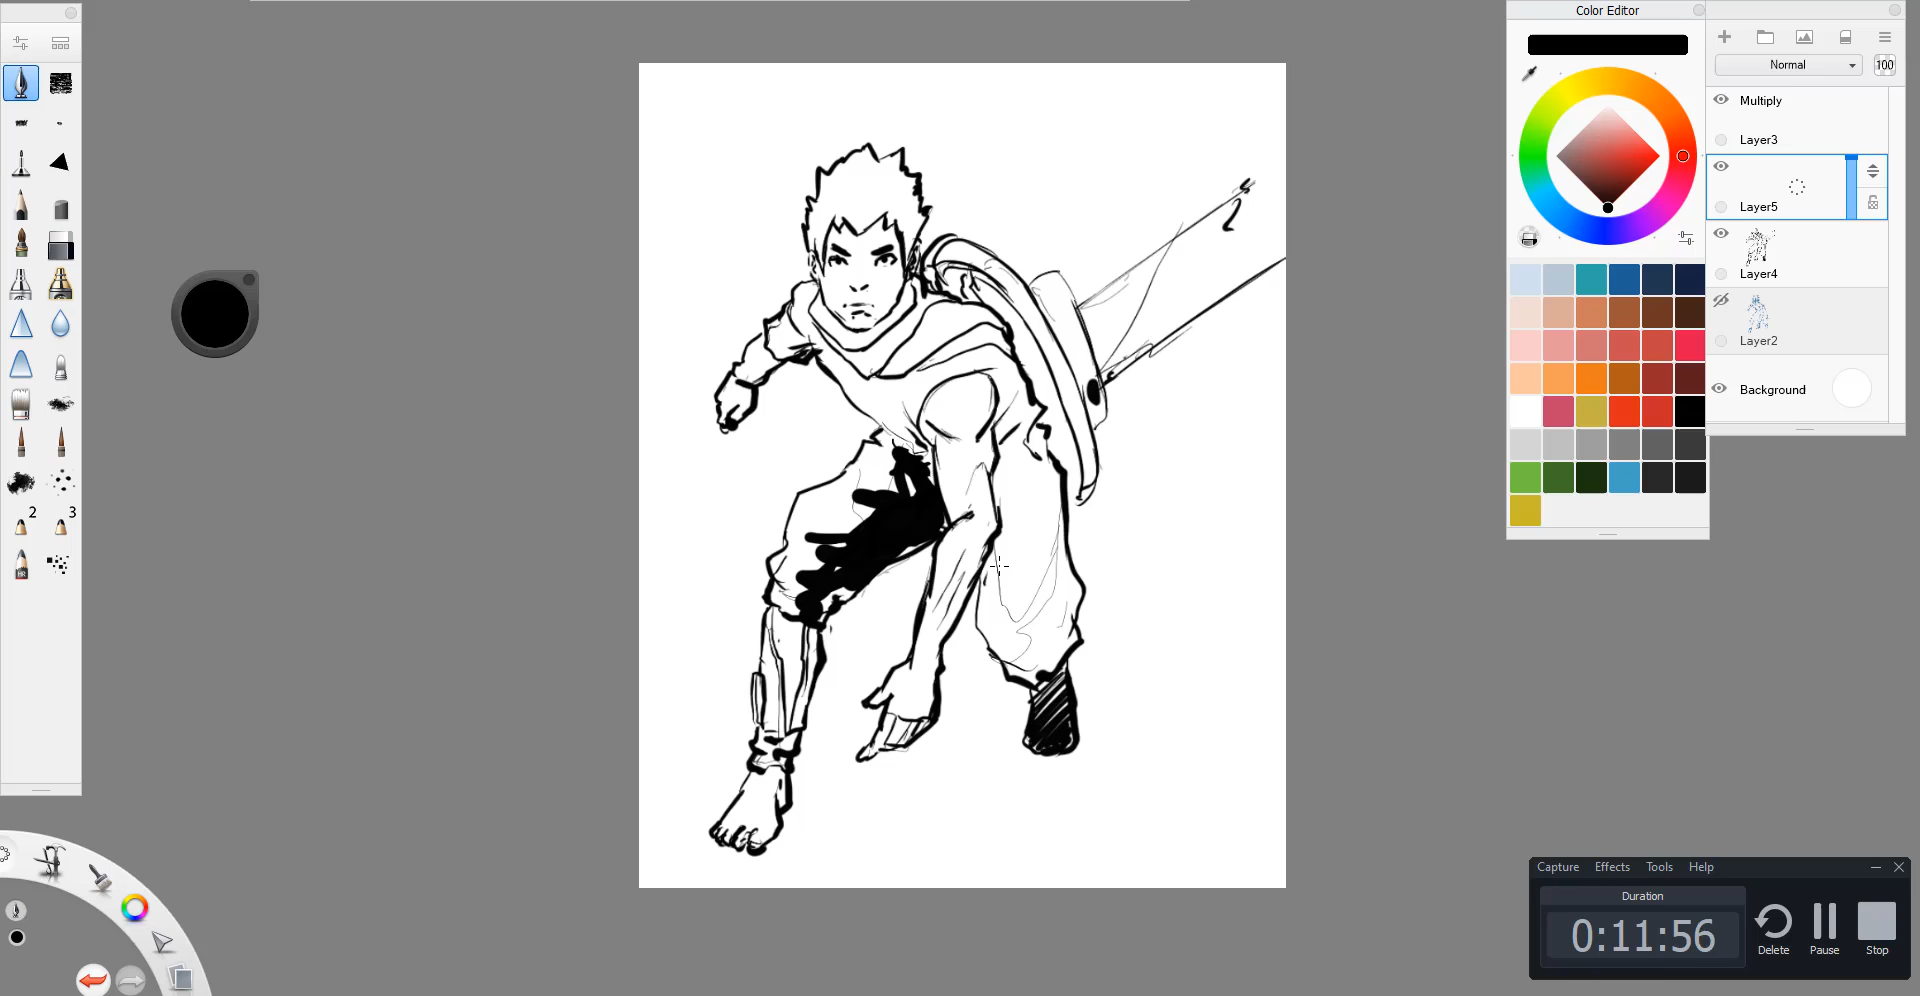 Color Editor
Normal
100
Multiply
Layer3
Layer5
Layer4
Layer2
Background
2
3
Capture
Effects
Tools
Help
Duration
0:11:56
Delete
Pause
Stop